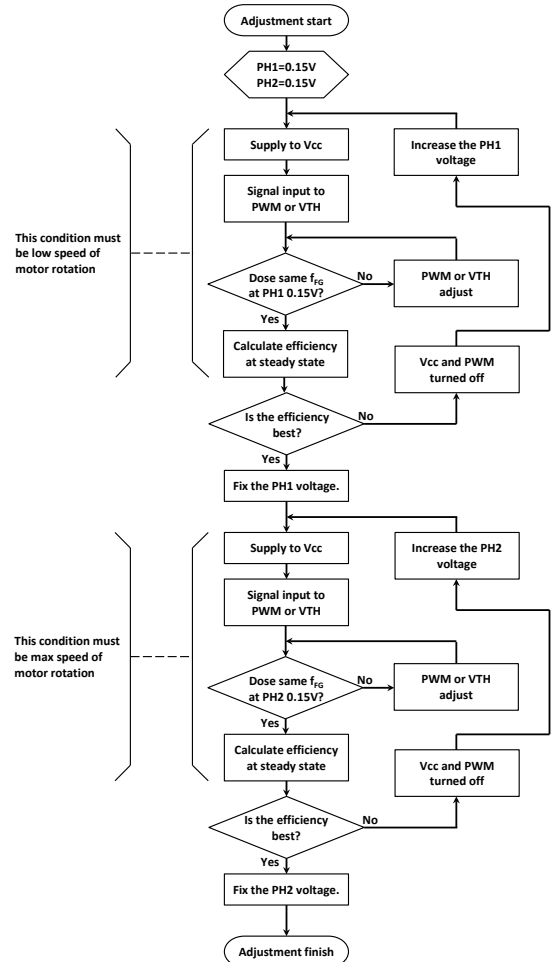 Adjustment start
PH1=0.15V
PH2=0.15V
Supply to Vcc
Increase the PH1
voltage
Signal input to
PWM or VTH
This condition must
be low speed of
motor rotation
Dose same fFG
at PH1 0.15V?
No
PWM or VTH
adjust
Yes
Calculate efficiency
at steady state
Vcc and PWM
turned off
Is the efficiency
best?
No
Yes
Fix the PH1 voltage.
Supply to Vcc
Increase the PH2
voltage
Signal input to
PWM or VTH
This condition must
be max speed of
motor rotation
Dose same fFG
at PH2 0.15V?
No
PWM or VTH
adjust
Yes
Calculate efficiency
at steady state
Vcc and PWM
turned off
Is the efficiency
best?
No
Yes
Fix the PH2 voltage.
Adjustment finish